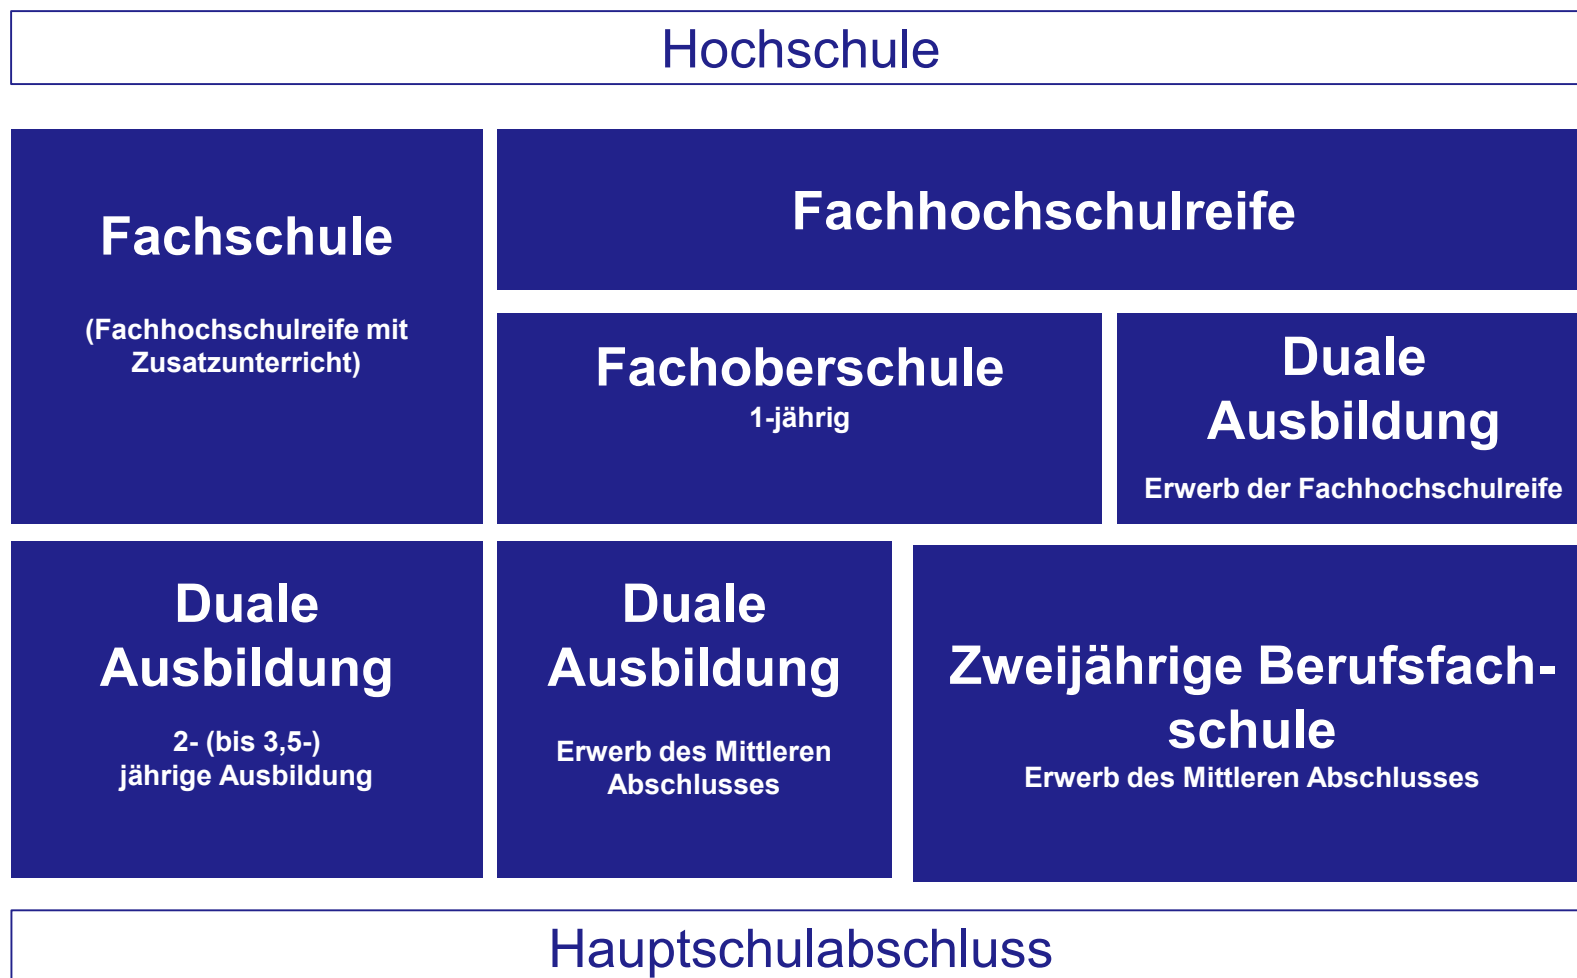 Hochschule
Fachschule
(Fachhochschulreife mit
Zusatzunterricht)
Fachhochschulreife
Fachoberschule
1-jährig
Duale
Ausbildung
Erwerb der Fachhochschulreife
Duale
Ausbildung
2- (bis 3,5-)
jährige Ausbildung
Duale
Ausbildung
Erwerb des Mittleren
Abschlusses
Zweijährige Berufsfach-
schule
Erwerb des Mittleren Abschlusses
Hauptschulabschluss